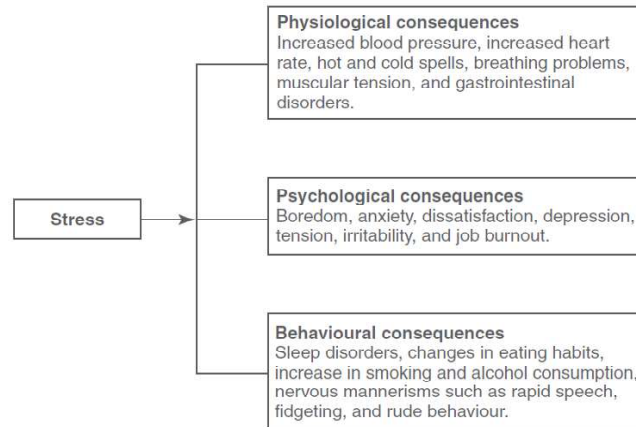 Physiological consequences
Increased blood pressure, increased heart
rate, hot and cold spells, breathing problems,
muscular tension, and gastrointestinal
disorders.
Stress
Psychological consequences
Boredom, anxiety, dissatisfaction, depression,
tension, irritability, and job burnout.
Behavioural consequences
Sleep disorders, changes in eating habits,
increase in smoking and alcohol consumption,
nervous mannerisms such as rapid speech,
fidgeting, and rude behaviour.